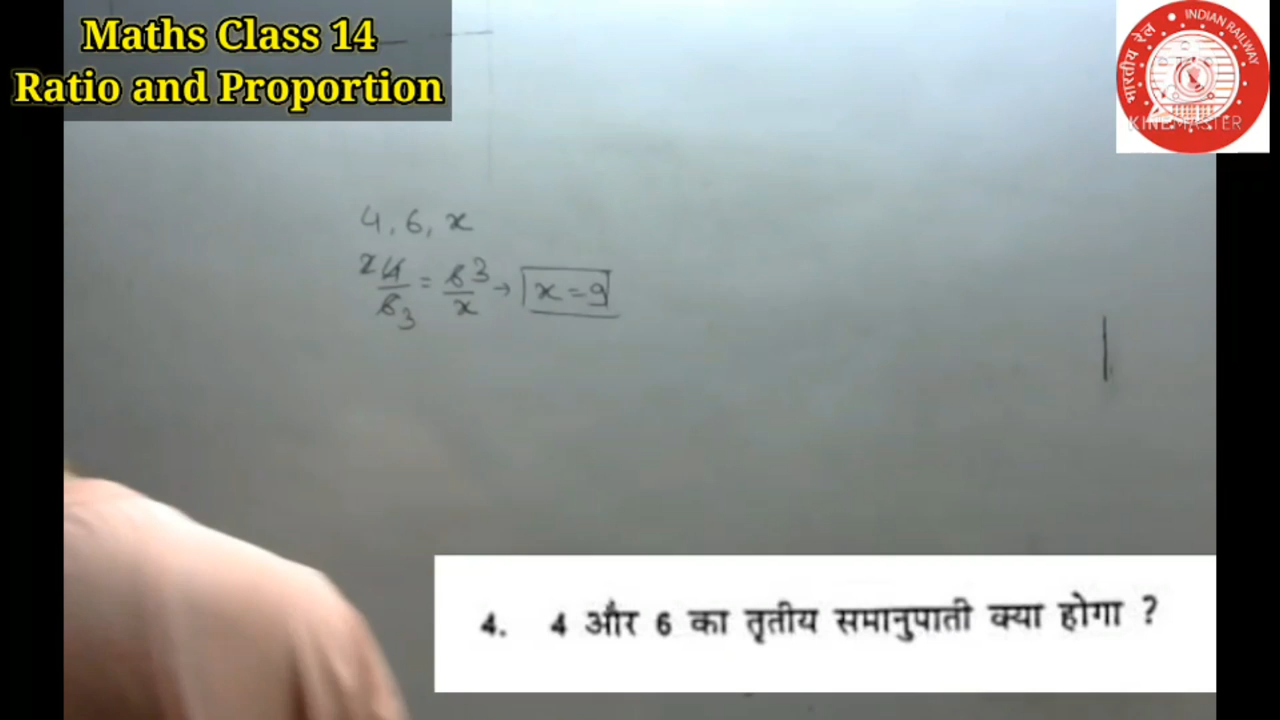 Maths Class 14
Ratio and Proportion
भारतीय रेल • INDIAN RAILWAY
KINEMASTER
4, 6, x
2 4/6 3 = 6 3/x → x = 9
4. 4 और 6 का तृतीय समानुपाती क्या होगा ?